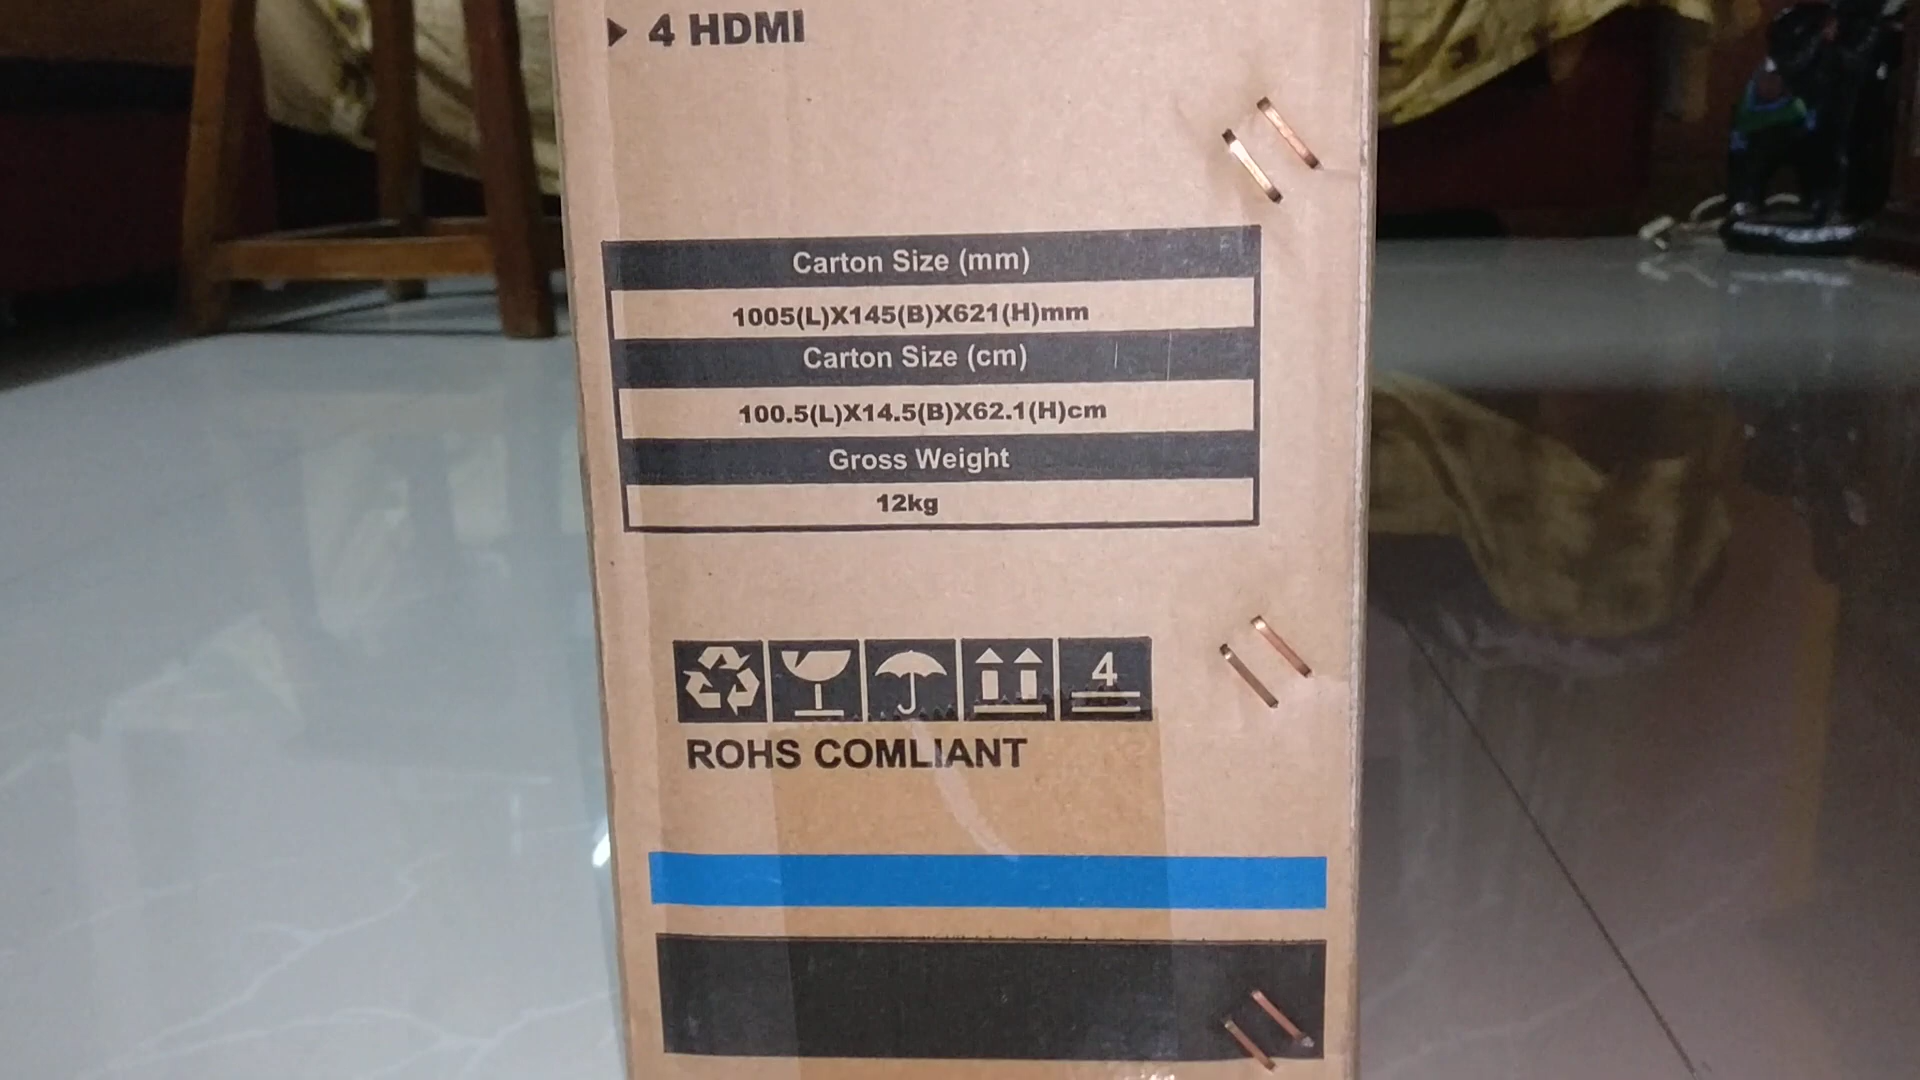 4 HDMI
Carton Size (mm)
1005(L)X145(B)X621(H)mm
Carton Size (cm)
100.5(L)X14.5(B)X62.1(H)cm
Gross Weight
12kg
4
ROHS COMLIANT